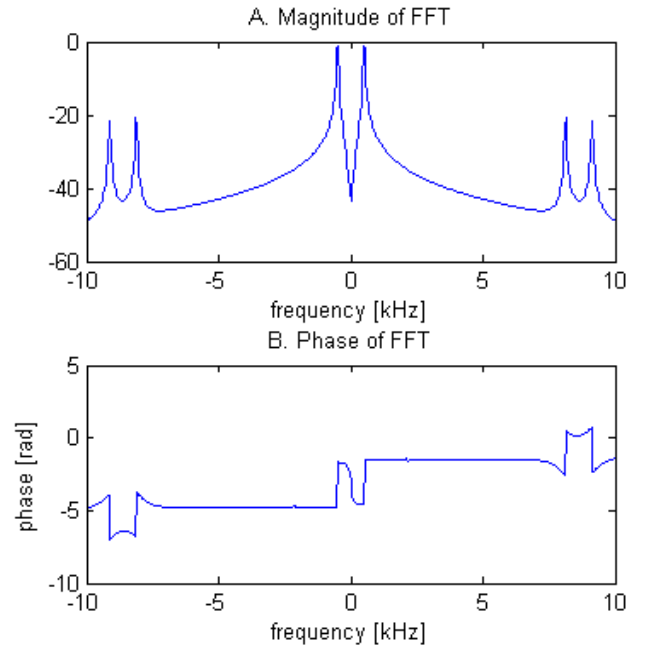 A. Magnitude of FFT
0
-20
-40
-60
-10 -5 0 5 10
frequency [kHz]
B. Phase of FFT
5
0
-5
-10
phase [rad]
-10 -5 0 5 10
frequency [kHz]